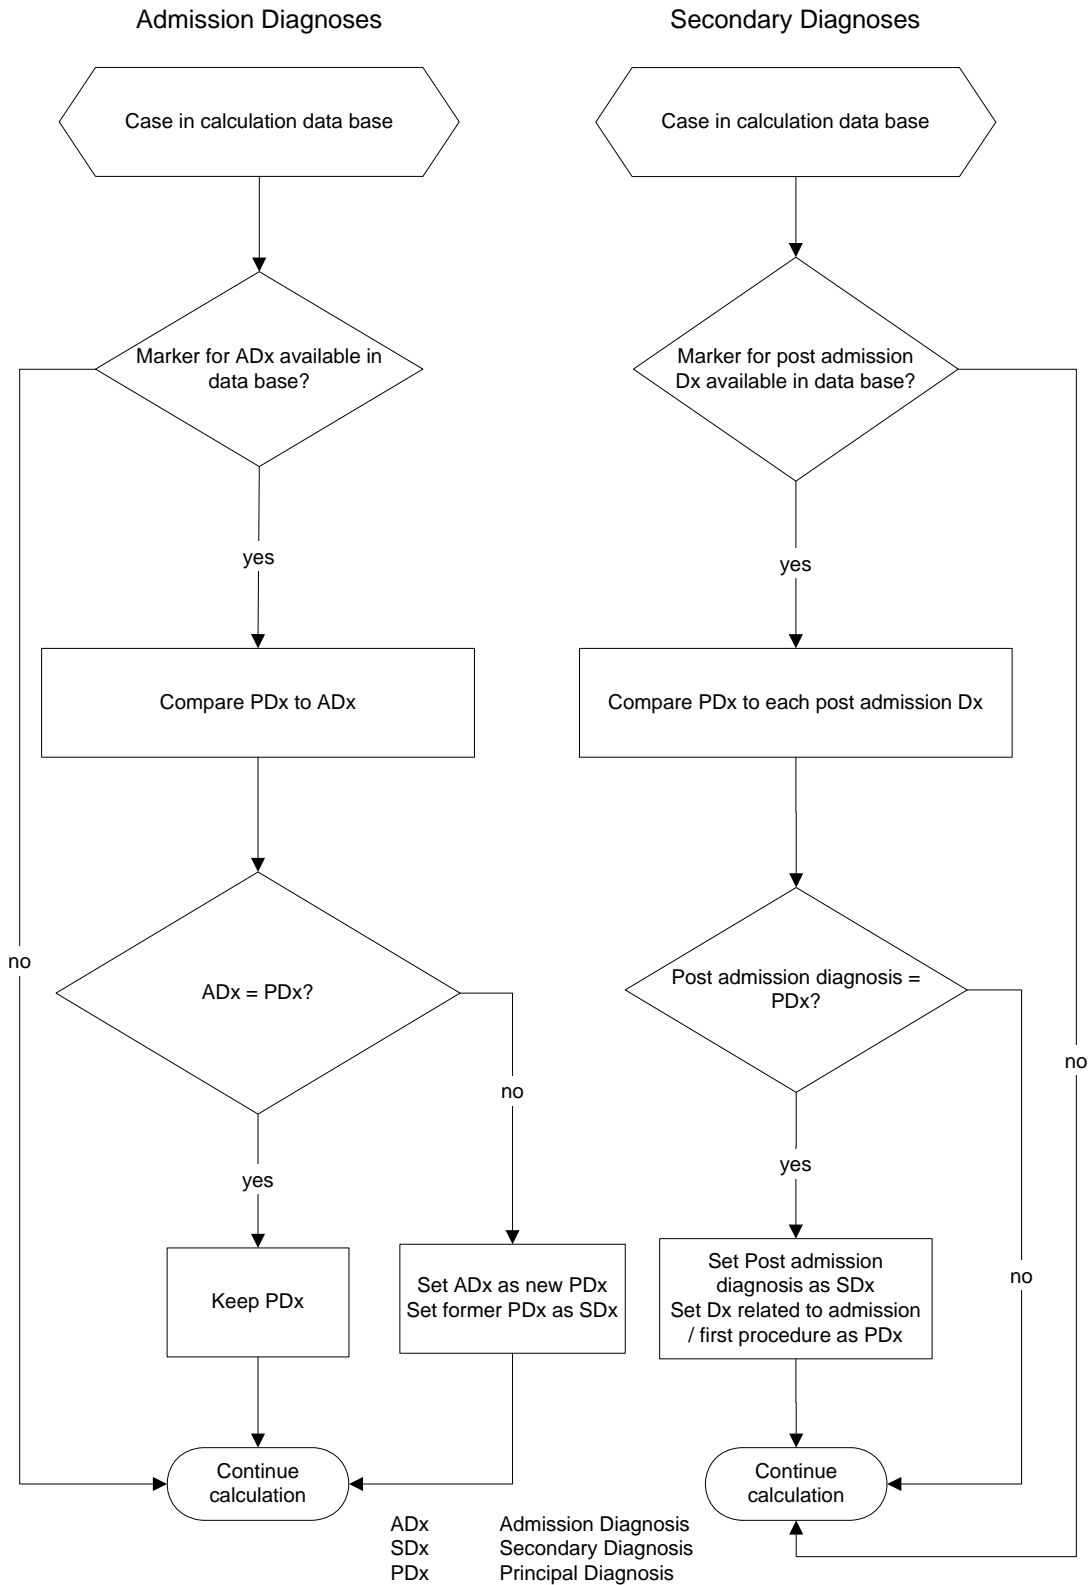 Admission Diagnoses
Case in calculation data base
Marker for ADx available in
data base?
yes
Compare PDx to ADx
no
ADx = PDx?
no
yes
Keep PDx
Set ADx as new PDx
Set former PDx as SDx
Continue
calculation
Secondary Diagnoses
Case in calculation data base
Marker for post admission
Dx available in data base?
yes
Compare PDx to each post admission Dx
Post admission diagnosis =
PDx?
no
yes
Set Post admission
diagnosis as SDx
Set Dx related to admission
/ first procedure as PDx
no
Continue
calculation
ADx Admission Diagnosis
SDx Secondary Diagnosis
PDx Principal Diagnosis